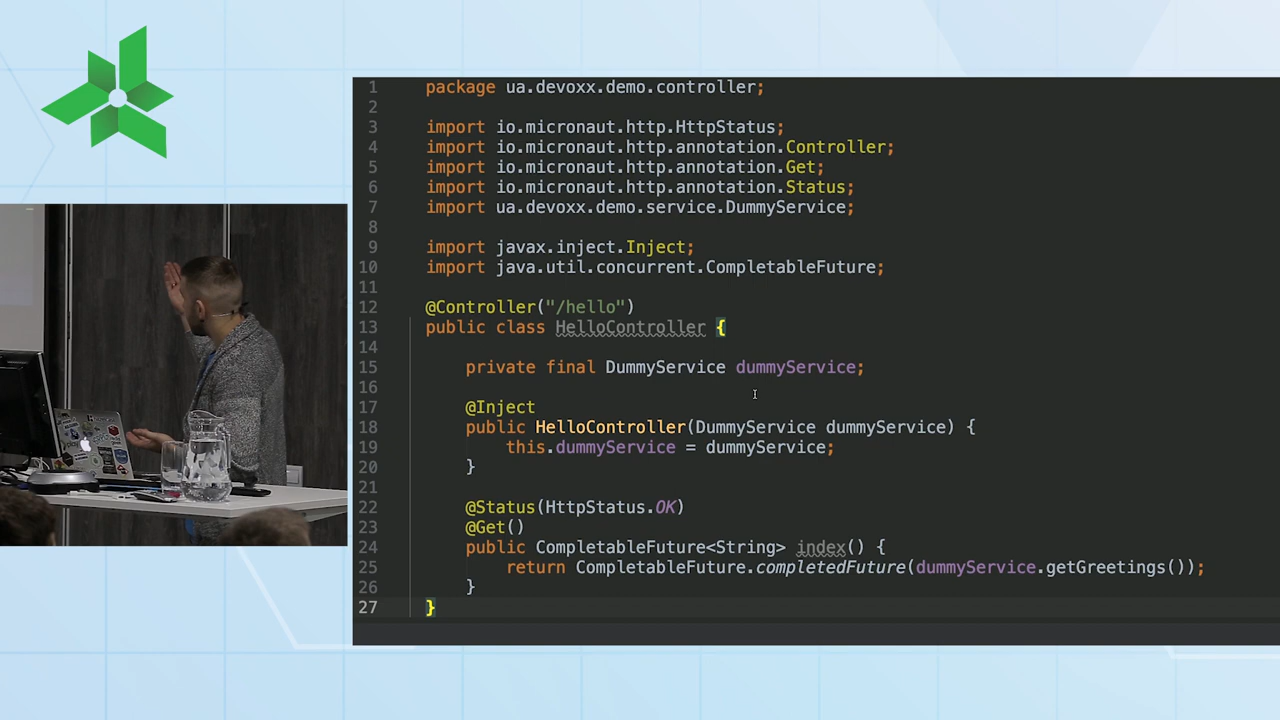 1 package ua.devoxx.demo.controller;
2
3 import io.micronaut.http.HttpStatus;
4 import io.micronaut.http.annotation.Controller;
5 import io.micronaut.http.annotation.Get;
6 import io.micronaut.http.annotation.Status;
7 import ua.devoxx.demo.service.DummyService;
8
9 import javax.inject.Inject;
10 import java.util.concurrent.CompletableFuture;
11
12 @Controller("/hello")
13 public class HelloController {
14
15 private final DummyService dummyService;
16
17 @Inject
18 public HelloController(DummyService dummyService) {
19 this.dummyService = dummyService;
20 }
21
22 @Status(HttpStatus.OK)
23 @Get()
24 public CompletableFuture<String> index() {
25 return CompletableFuture.completedFuture(dummyService.getGreetings());
26 }
27 }